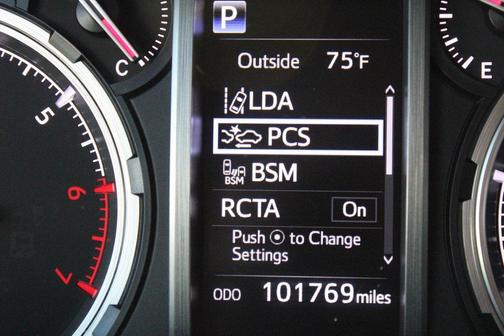 P
Outside 75°F
C
E
LDA
5
PCS
BSM BSM
6
RCTA On
Push ⦿ to Change
Settings
7
ODO 101769 miles